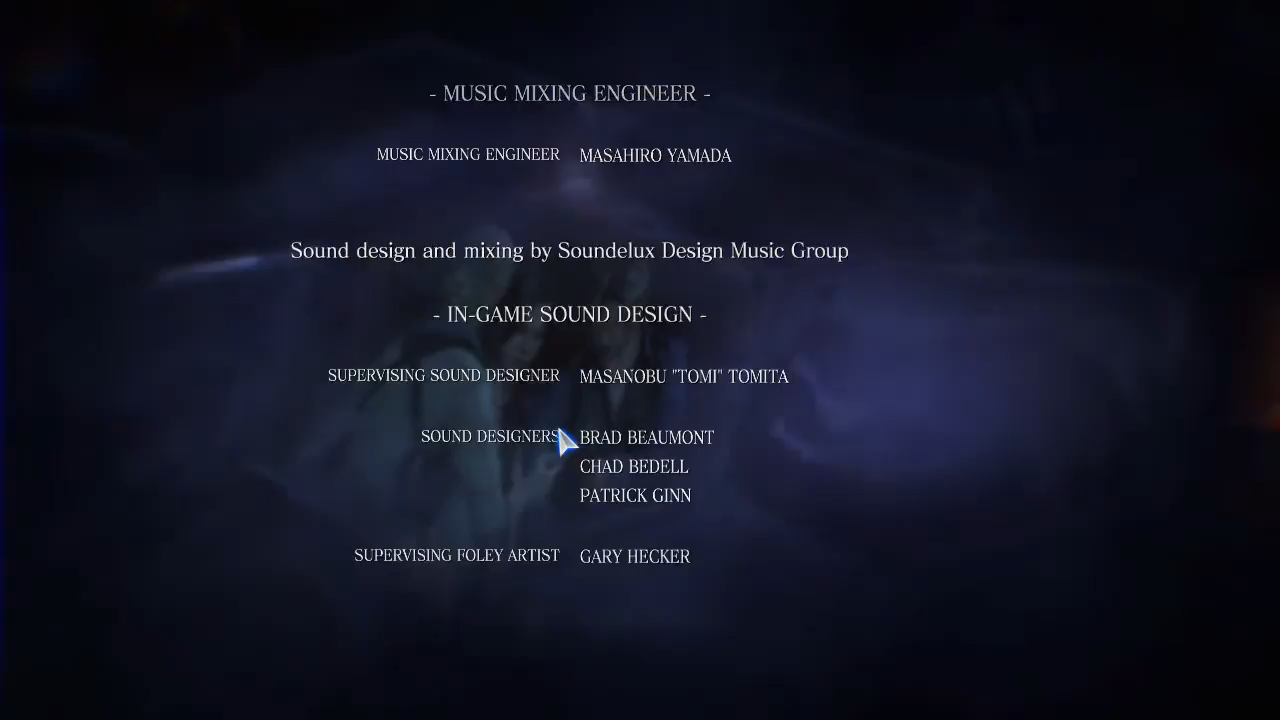 - MUSIC MIXING ENGINEER -
MUSIC MIXING ENGINEER MASAHIRO YAMADA
Sound design and mixing by Soundelux Design Music Group
- IN-GAME SOUND DESIGN -
SUPERVISING SOUND DESIGNER MASANOBU "TOMI" TOMITA
SOUND DESIGNERS BRAD BEAUMONT
CHAD BEDELL
PATRICK GINN
SUPERVISING FOLEY ARTIST GARY HECKER